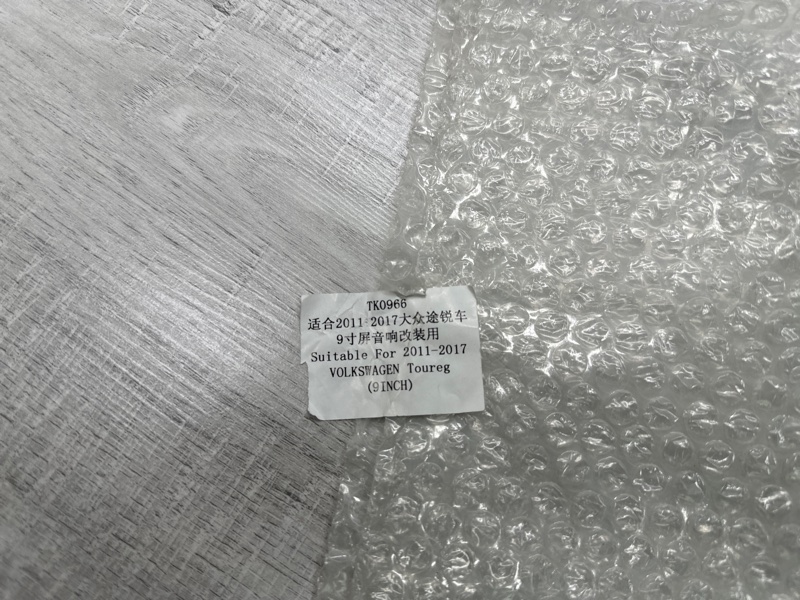 TK0966
适合2011-2017大众途锐车
9寸屏音响改装用
Suitable For 2011-2017
VOLKSWAGEN Toureg
(9INCH)